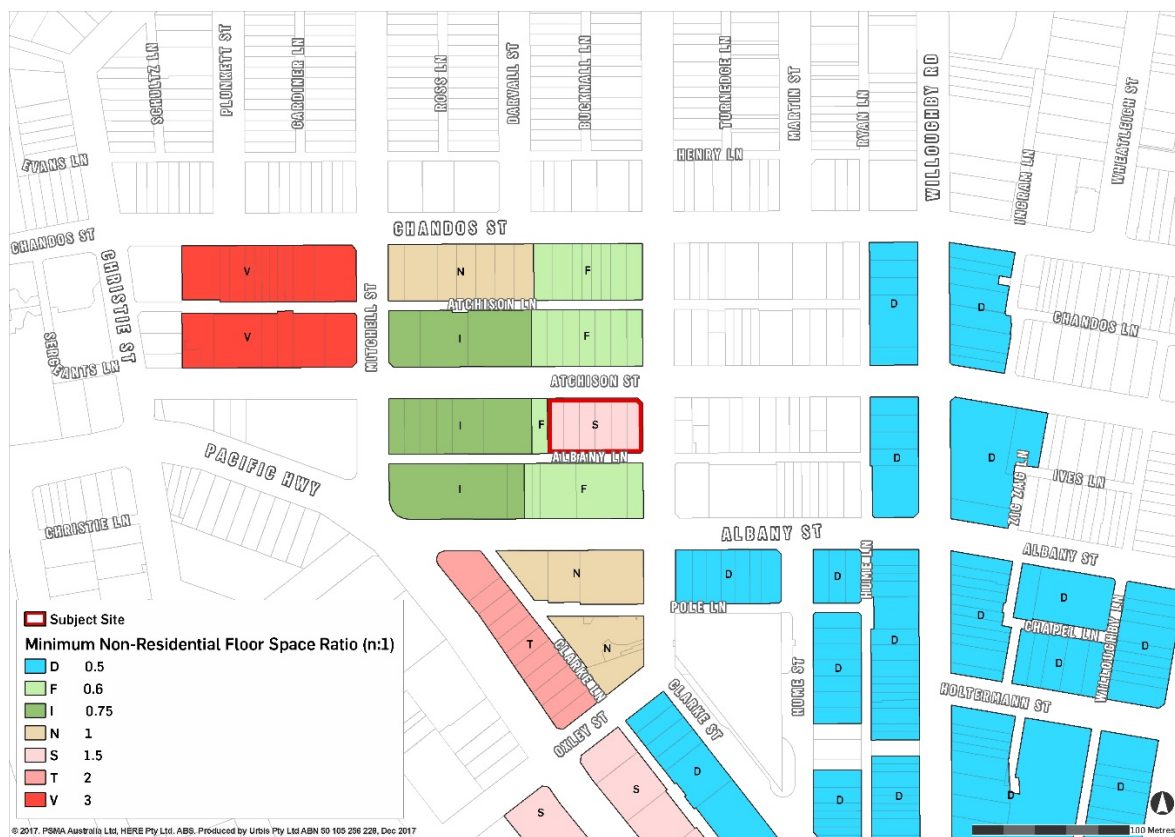 SCHULTZ LN
PLUNKETT ST
GARDINER LN
ROSS LN
DARVALL ST
BUCKNALL LN
TURNEDGE LN
MARTIN ST
RYAN LN
WILLOUGHBY RD
WHEATLEIGH ST
INGRAM LN
EVANS LN
HENRY LN
CHANDOS ST
CHANDOS ST
CHRISTIE ST
V
N
F
D
D
ATCHISON LN
CHANDOS LN
MITCHELL ST
V
I
F
SERGEANTS LN
ATCHISON ST
I
F
S
D
D
ALBANY LN
PACIFIC HWY
ZIG ZAG LN
IVES LN
I
F
CHRISTIE LN
ALBANY ST
ALBANY ST
N
D
D
HUME LN
D
D
POLE LN
CHAPEL LN
WILLOUGHBY LN
T
CLARKE LN
N
D
D
D
D
HUME ST
HOLTERMANN ST
CLARKE ST
OXLEY ST
S
D
S
D
D
D
D
Subject Site
Minimum Non-Residential Floor Space Ratio (n:1)
D 0.5
F 0.6
I 0.75
N 1
S 1.5
T 2
V 3
100 Metres
© 2017. PSMA Australia Ltd, HERE Pty Ltd. ABS. Produced by Urbis Pty Ltd ABN 50 105 256 228, Dec 2017